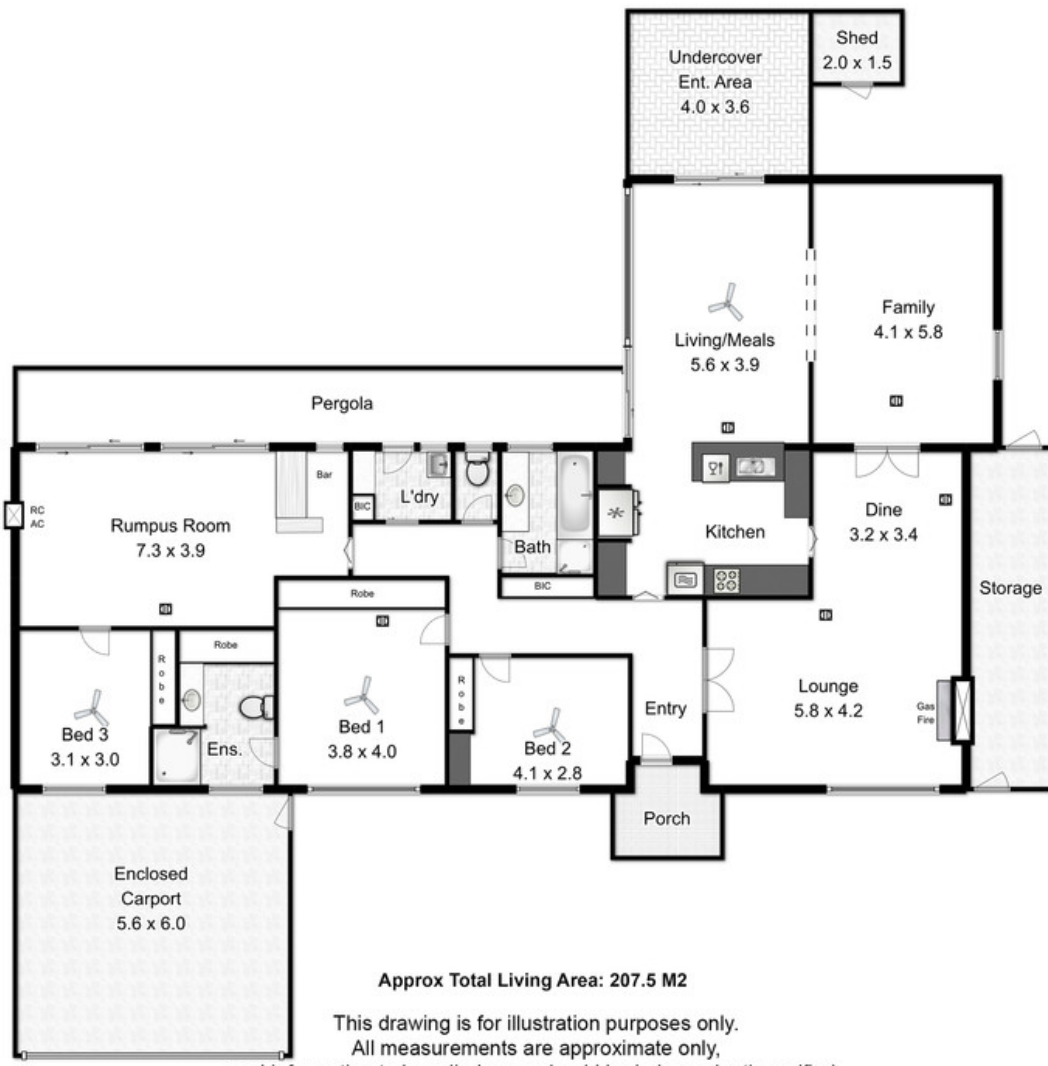 Shed
2.0 x 1.5
Undercover
Ent. Area
4.0 x 3.6
Family
4.1 x 5.8
Living/Meals
5.6 x 3.9
Pergola
Bar
RC
AC
Rumpus Room
7.3 x 3.9
BIC
L'dry
Bath
BIC
Kitchen
Dine
3.2 x 3.4
Storage
Robe
Robe
Robe
Bed 3
3.1 x 3.0
Ens.
Bed 1
3.8 x 4.0
Robe
Bed 2
4.1 x 2.8
Entry
Lounge
5.8 x 4.2
Gas
Fire
Porch
Enclosed
Carport
5.6 x 6.0
Approx Total Living Area: 207.5 M2
This drawing is for illustration purposes only.
All measurements are approximate only,